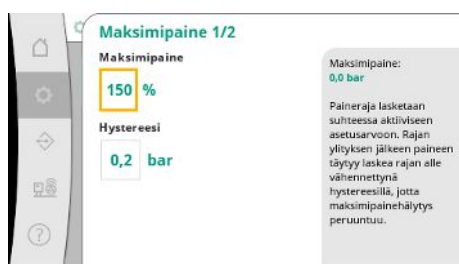 Maksimipaine 1/2
Maksimipaine
150 %
Hystereesi
0,2 bar
Maksimipaine:
0,0 bar
Paineraja lasketaan
suhteessa aktiiviseen
asetusarvoon. Rajan
ylityksen jälkeen paineen
täytyy laskea rajan alle
vähennettynä
hystereesillä, jotta
maksimipainehälytys
peruuntuu.
?